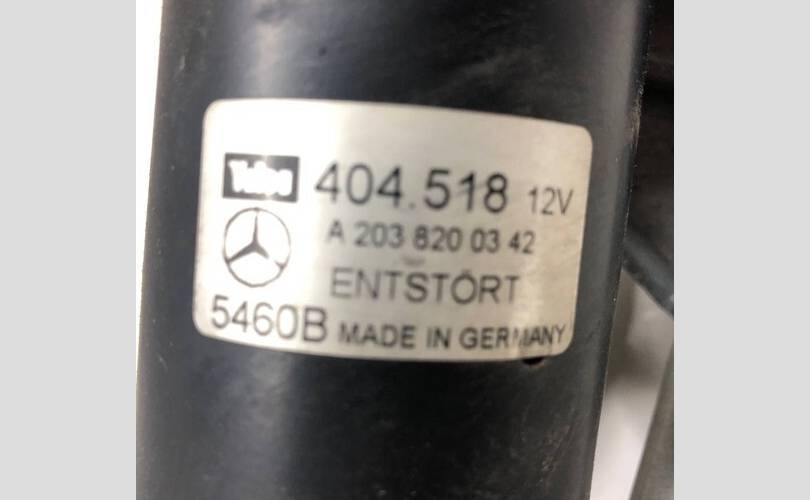 Valeo 404.518 12V
A 203 820 03 42
ENTSTÖRT
5460B MADE IN GERMANY